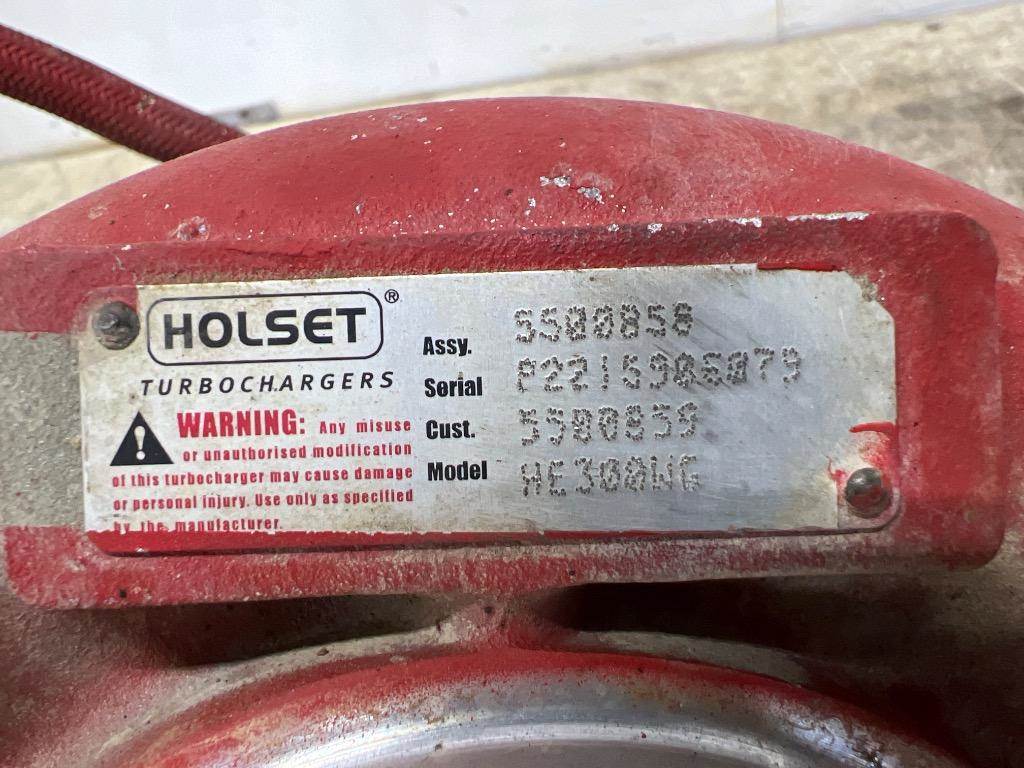 HOLSET®
TURBOCHARGERS
WARNING: Any misuse
or unauthorised modification
of this turbocharger may cause damage
or personal injury. Use only as specified
by the manufacturer.
Assy. 5500858
Serial
Cust.
Model HE300WG